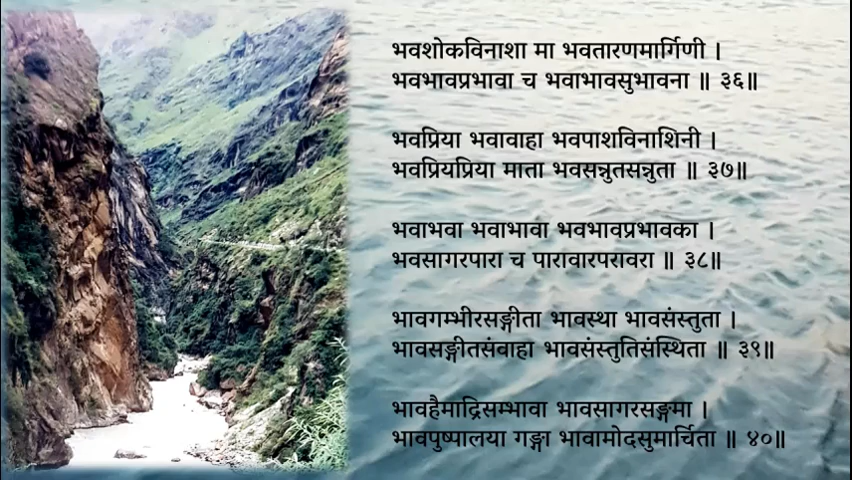 भवशोकविनाशा मा भवतारणमार्गिणी ।
भवभावप्रभावा च भवाभावसुभावना ॥ ३६॥
भवप्रिया भवावाहा भवपाशविनाशिनी ।
भवप्रियप्रिया माता भवसन्नुतसन्नुता ॥ ३७॥
भवाभवा भवाभावा भवभावप्रभावका ।
भवसागरपारा च पारावारपरावरा ॥ ३८॥
भावगम्भीरसङ्गीता भावस्था भावसंस्तुता ।
भावसङ्गीतसंवाहा भावसंस्तुतिसंस्थिता ॥ ३९॥
भावहैमाद्रिसम्भावा भावसागरसङ्गमा ।
भावपुष्पालया गङ्गा भावामोदसुमार्चिता ॥ ४०॥